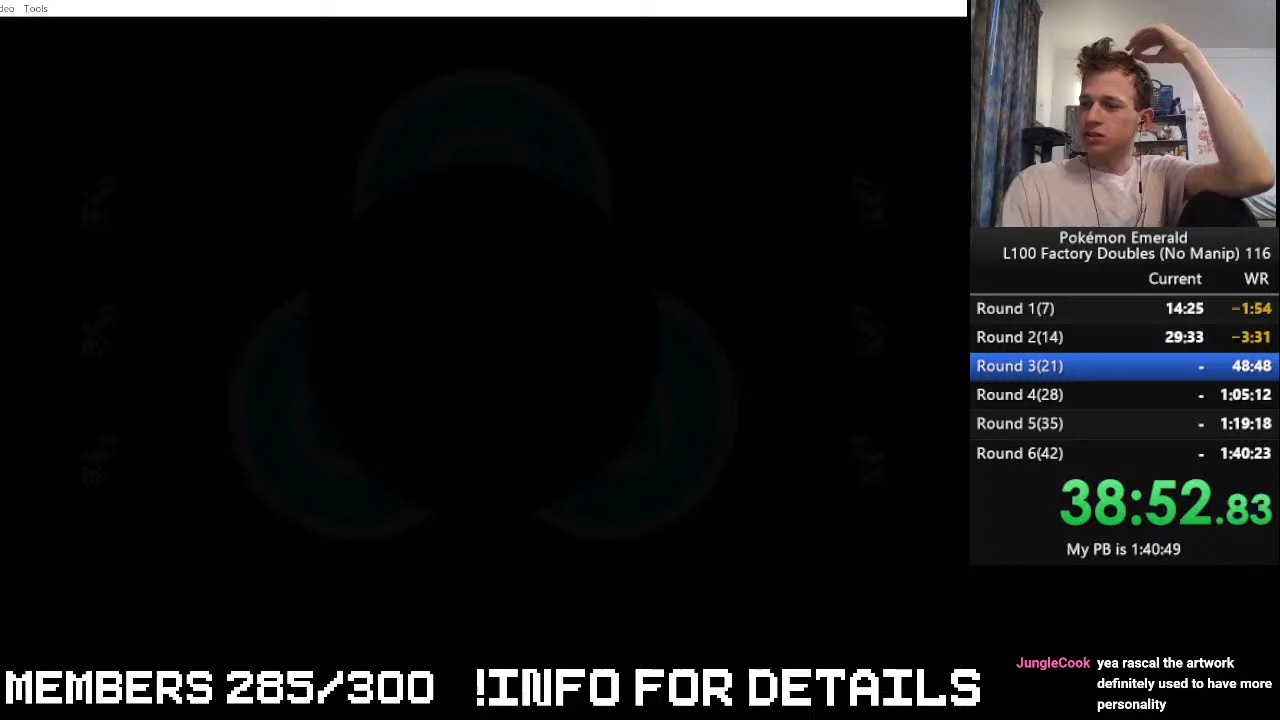 deo Tools
Pokémon Emerald
L100 Factory Doubles (No Manip) 116
Current WR
Round 1(7) 14:25 −1:54
Round 2(14) 29:33 −3:31
Round 3(21) - 48:48
Round 4(28) - 1:05:12
Round 5(35) - 1:19:18
Round 6(42) - 1:40:23
38:52.83
My PB is 1:40:49
MEMBERS 285/300 !INFO FOR DETAILS
JungleCook yea rascal the artwork
definitely used to have more
personality